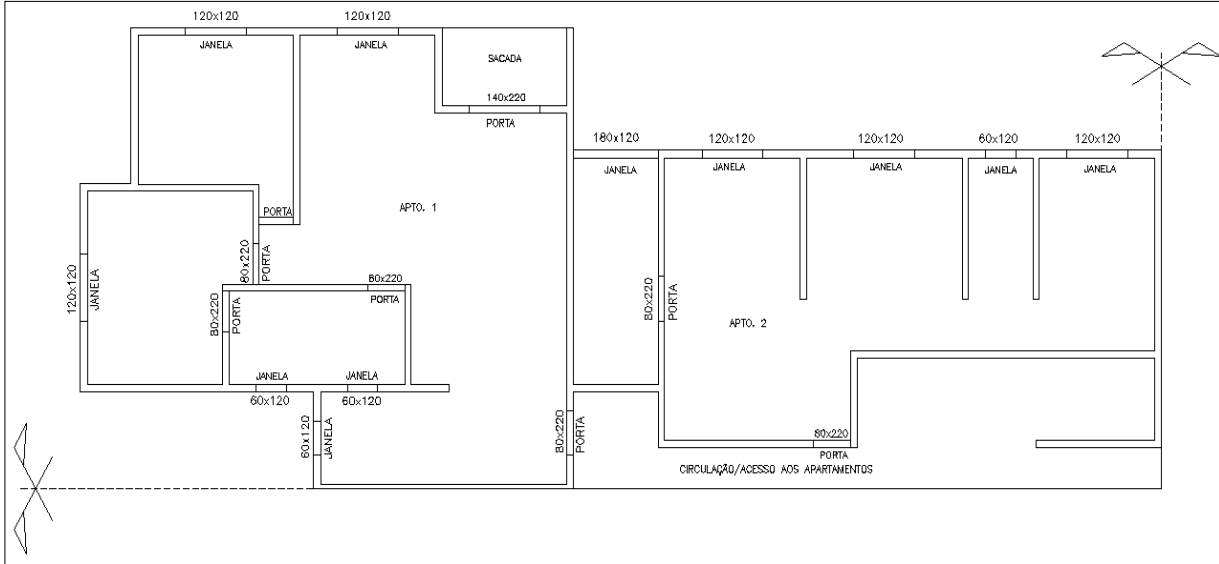 120x120
120x120
JANELA
JANELA
SACADA
140x220
PORTA
180x120
120x120
120x120
60x120
120x120
JANELA
JANELA
JANELA
JANELA
JANELA
PORTA
APTO. 1
80x220
PORTA
120x120
JANELA
60x220
PORTA
80x220
PORTA
80x220
PORTA
APTO. 2
JANELA
JANELA
60x120
60x120
60x120
JANELA
80x220
PORTA
80x220
PORTA
CIRCULAÇÃO/ACESSO AOS APARTAMENTOS